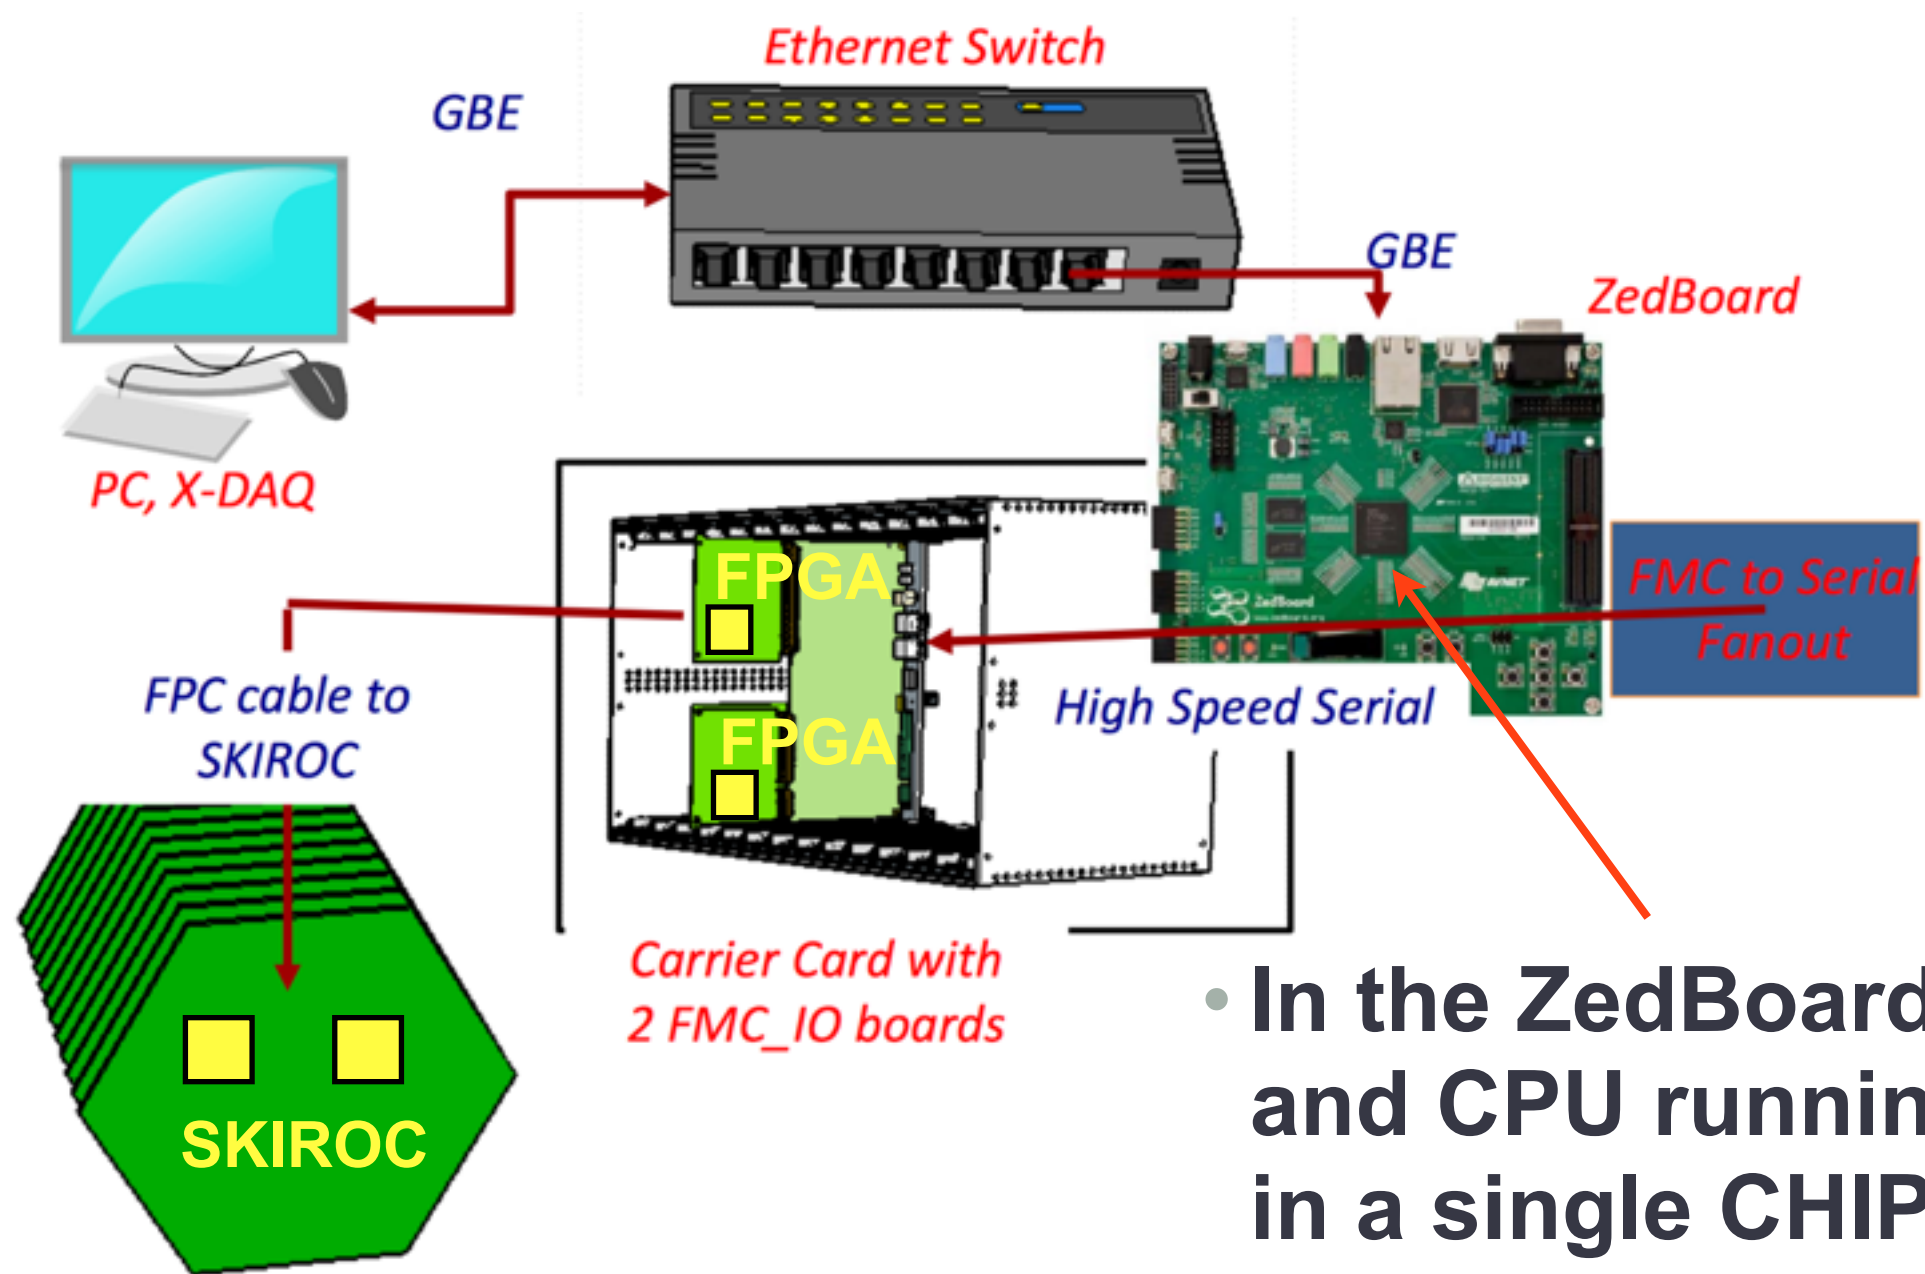 Ethernet Switch
GBE
GBE
ZedBoard
PC, X-DAQ
FPGA
FMC to Serial
Fanout
ZedBoard
FPC cable to
SKIROC
High Speed Serial
FPGA
Carrier Card with
2 FMC_IO boards
SKIROC
• In the ZedBoard
and CPU runnin
in a single CHIP